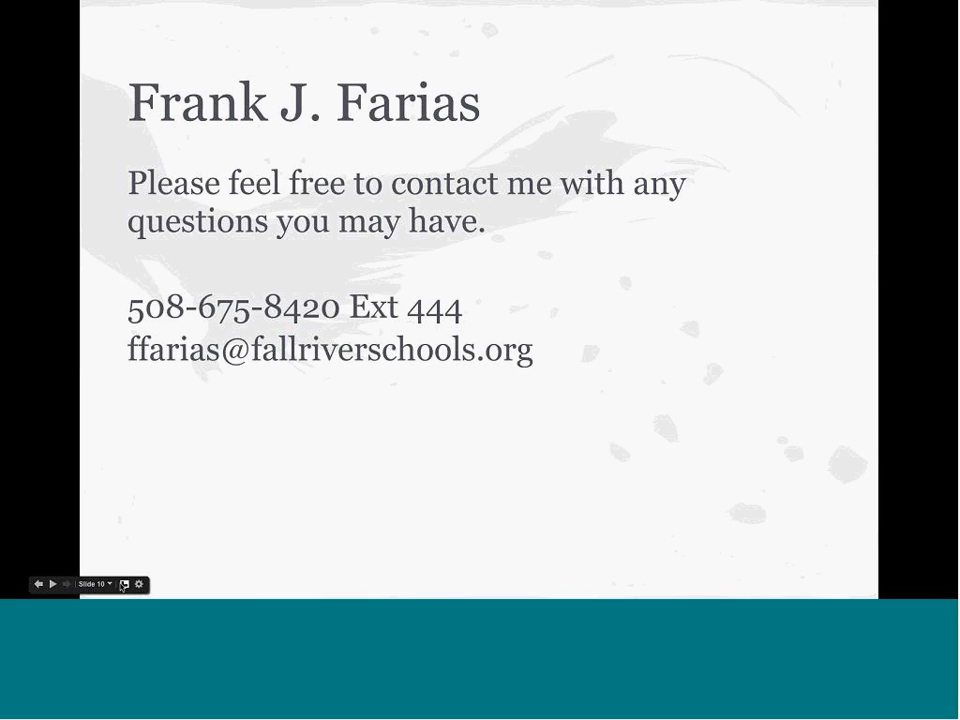 Frank J. Farias
Please feel free to contact me with any
questions you may have.
508-675-8420 Ext 444
ffarias@fallriverschools.org
Slide 10